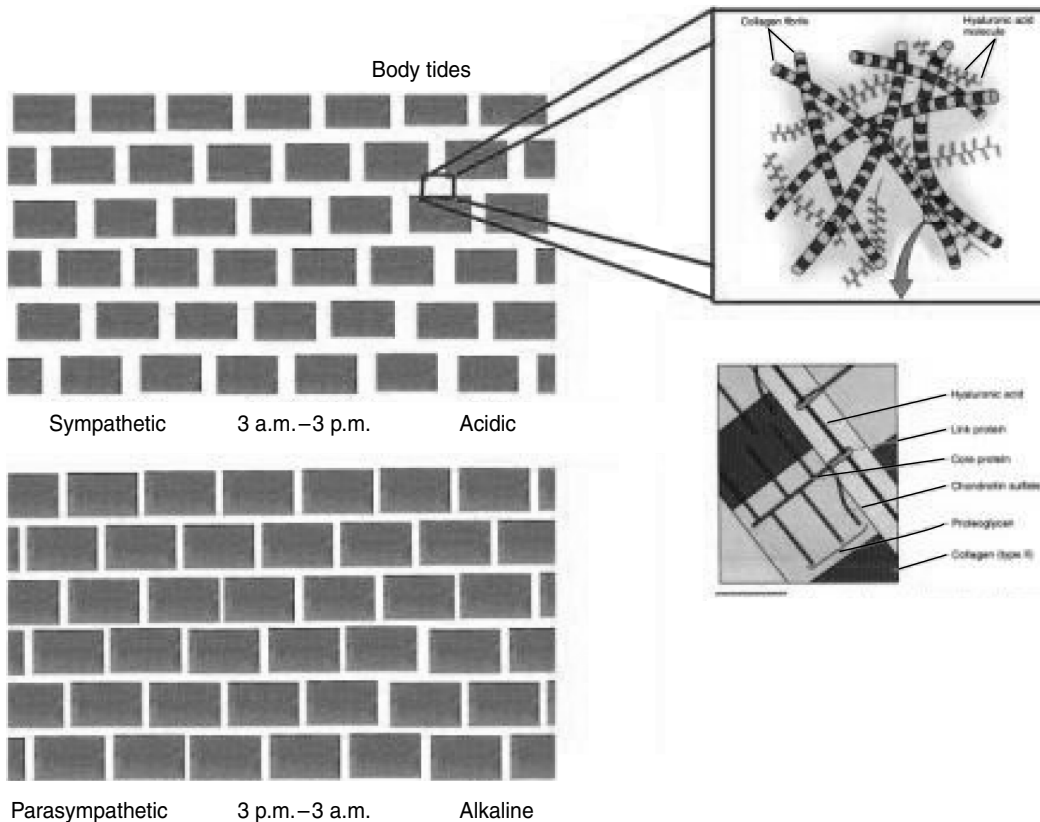 Collagen fibrils
Hyaluronic acid
molecule
Body tides
Sympathetic 3 a.m.–3 p.m. Acidic
Hyaluronic acid
Link protein
Core protein
Chondrotin sulfate
Proteoglycan
Collagen (type II)
Parasympathetic 3 p.m.–3 a.m. Alkaline